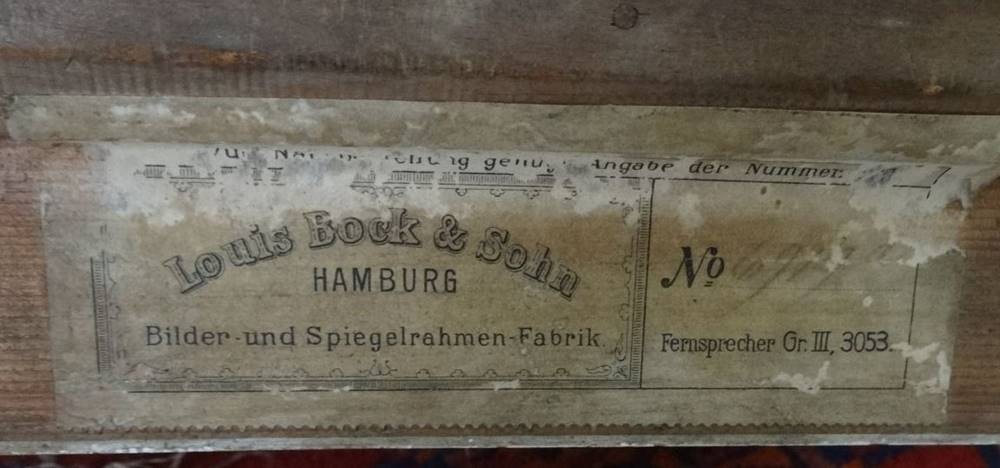 Angabe der Nummer.
Louis Bock & Sohn
HAMBURG
Bilder-und Spiegelrahmen-Fabrik.
No
Fernsprecher Gr. III, 3053.